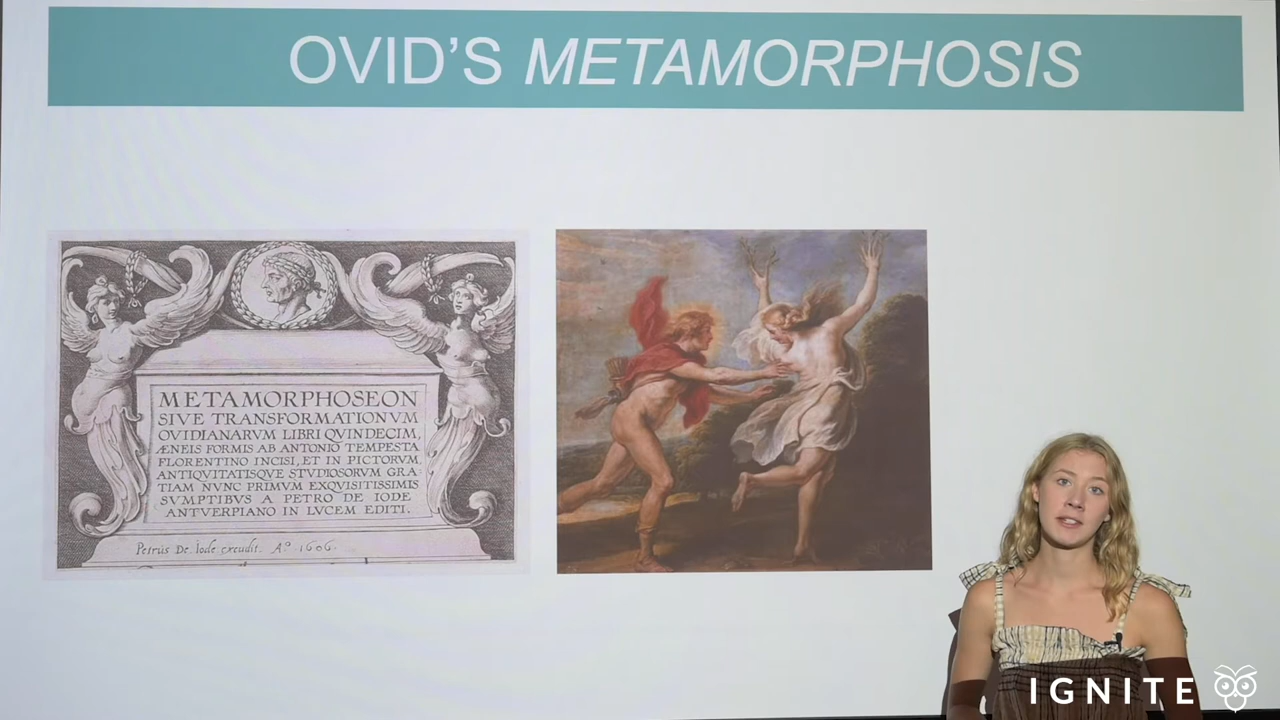 OVID’S METAMORPHOSIS
METAMORPHOSEON
SIVE TRANSFORMATIONVM
OVIDIANARVM LIBRI QVINDECIM,
ÆNEIS FORMIS AB ANTONIO TEMPESTA
FLORENTINO INCISI, ET IN PICTORVM
ANTIQVITATISQVE STVDIOSORVM GRA-
TIAM NVNC PRIMVM EXQVISITISSIMIS
SVMPTIBVS A PETRO DE IODE
ANTVERPIANO IN LVCEM EDITI.
Petrus De Iode excudit. Aº. 1606.
IGNITE